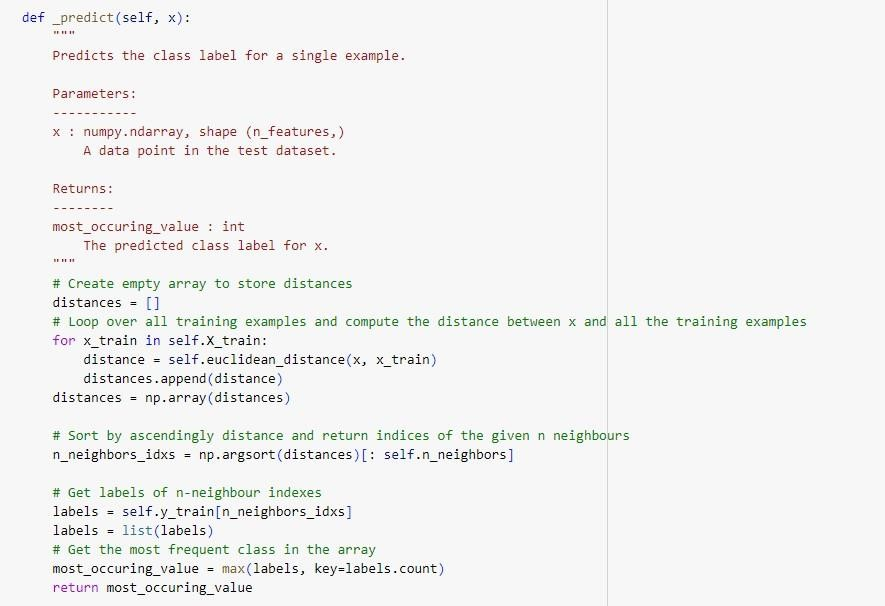 def _predict(self, x):
"""
Predicts the class label for a single example.
Parameters:
-----------
x : numpy.ndarray, shape (n_features,)
A data point in the test dataset.
Returns:
--------
most_occuring_value : int
The predicted class label for x.
"""
# Create empty array to store distances
distances = []
# Loop over all training examples and compute the distance between x and all the training examples
for x_train in self.X_train:
distance = self.euclidean_distance(x, x_train)
distances.append(distance)
distances = np.array(distances)
# Sort by ascendingly distance and return indices of the given n neighbours
n_neighbors_idxs = np.argsort(distances)[: self.n_neighbors]
# Get labels of n-neighbour indexes
labels = self.y_train[n_neighbors_idxs]
labels = list(labels)
# Get the most frequent class in the array
most_occuring_value = max(labels, key=labels.count)
return most_occuring_value